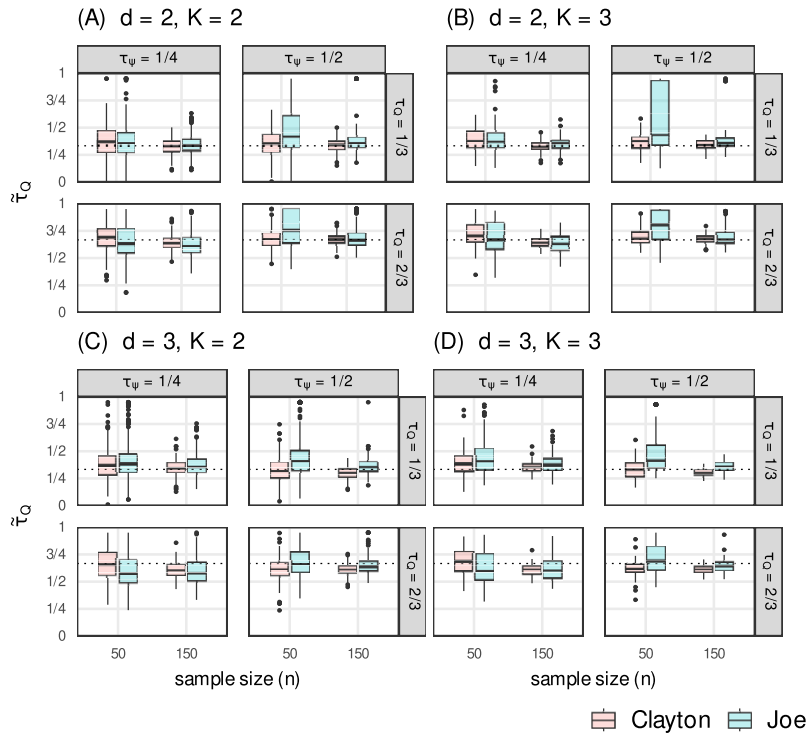 (A) d = 2, K = 2
(B) d = 2, K = 3
τψ = 1/4
τψ = 1/2
τψ = 1/4
τψ = 1/2
1
3/4
1/2
1/4
0
τQ = 1/3
τQ = 1/3
τ̃Q
1
3/4
1/2
1/4
0
τQ = 2/3
τQ = 2/3
(C) d = 3, K = 2
(D) d = 3, K = 3
τψ = 1/4
τψ = 1/2
τψ = 1/4
τψ = 1/2
1
3/4
1/2
1/4
0
τQ = 1/3
τQ = 1/3
τ̃Q
1
3/4
1/2
1/4
0
τQ = 2/3
τQ = 2/3
50 150 50 150 50 150 50 150
sample size (n) sample size (n)
Clayton Joe